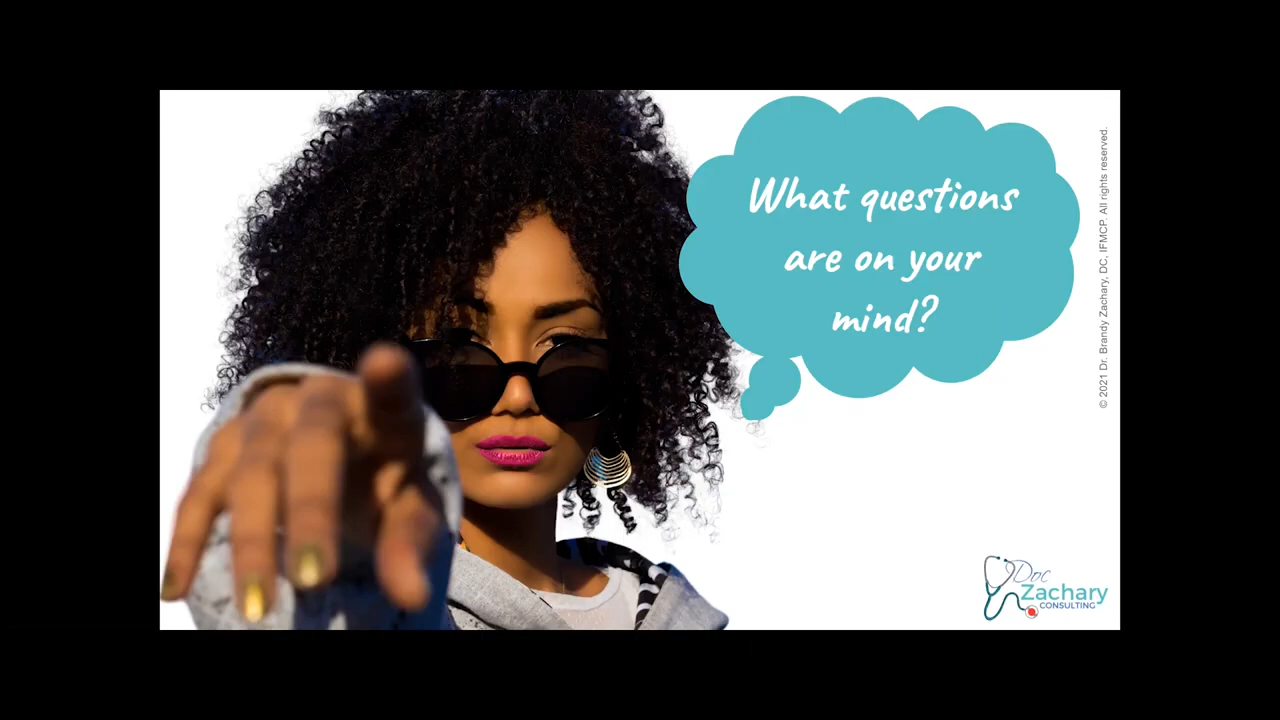 What questions
are on your
mind?
© 2021 Dr. Brandy Zachary, DC, IFMCP. All rights reserved.
Doc
Zachary
CONSULTING